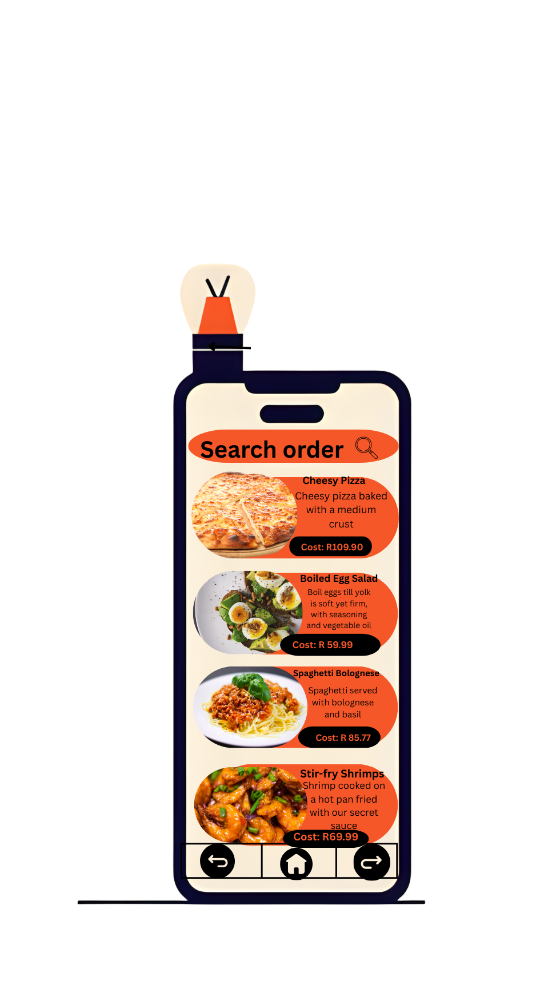 Search order
Cheesy Pizza
Cheesy pizza baked
with a medium
crust
Cost: R109.90
Boiled Egg Salad
Boil eggs till yolk
is soft yet firm,
with seasoning
and vegetable oil
Cost: R 59.99
Spaghetti Bolognese
Spaghetti served
with bolognese
and basil
Cost: R 85.77
Stir-fry Shrimps
Shrimp cooked on
a hot pan fried
with our secret
sauce
Cost: R69.99